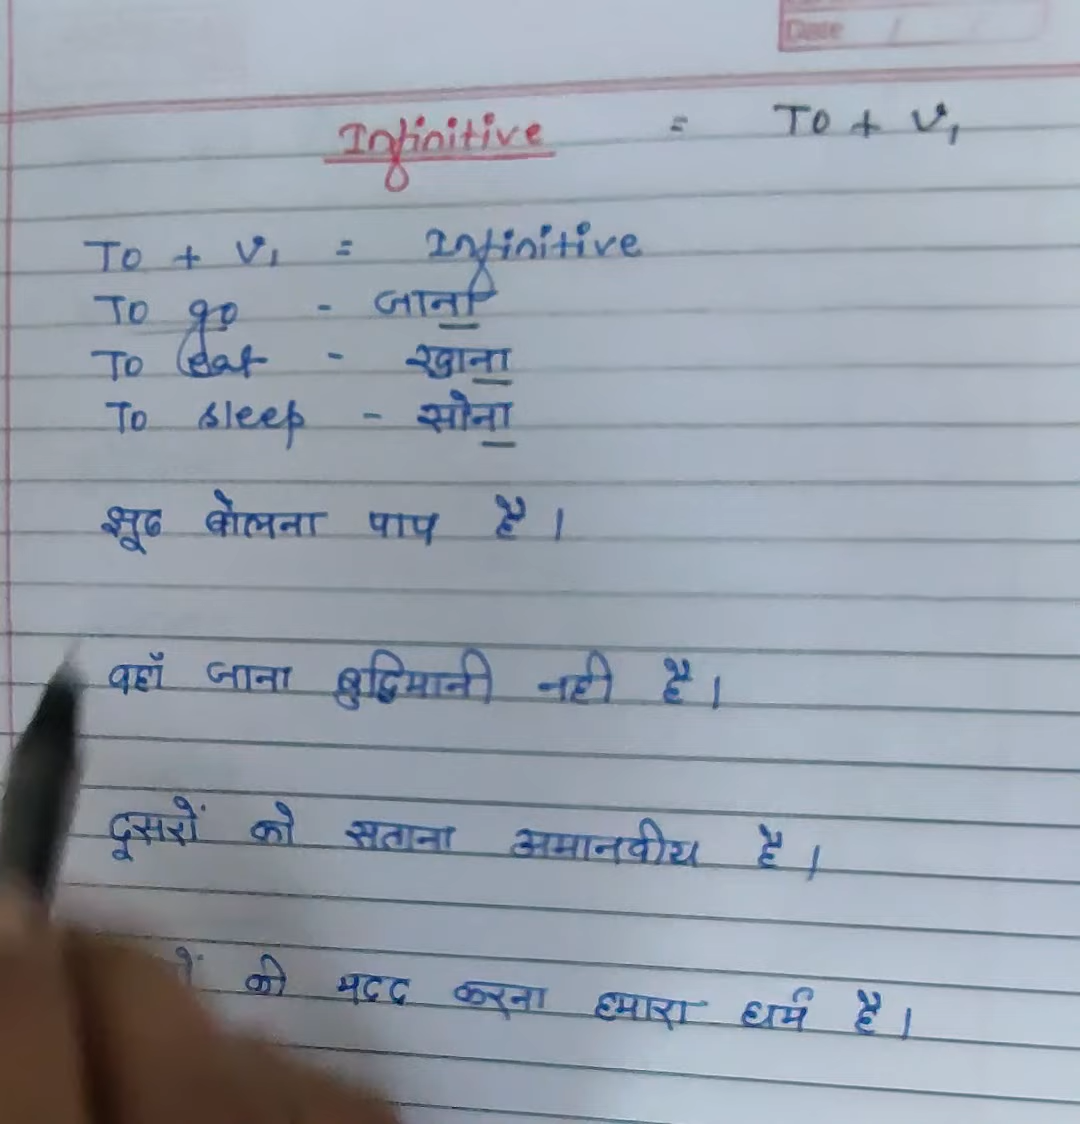 Date / /
Infinitive = TO + V1
TO + V1 = Infinitive
TO go - जाना
TO eat - खाना
TO sleep - सोना
झूठ बोलना पाप है।
वहाँ जाना बुद्धिमानी नही है।
दूसरों को सताना अमानवीय है।
की मदद करना हमारा धर्म है।